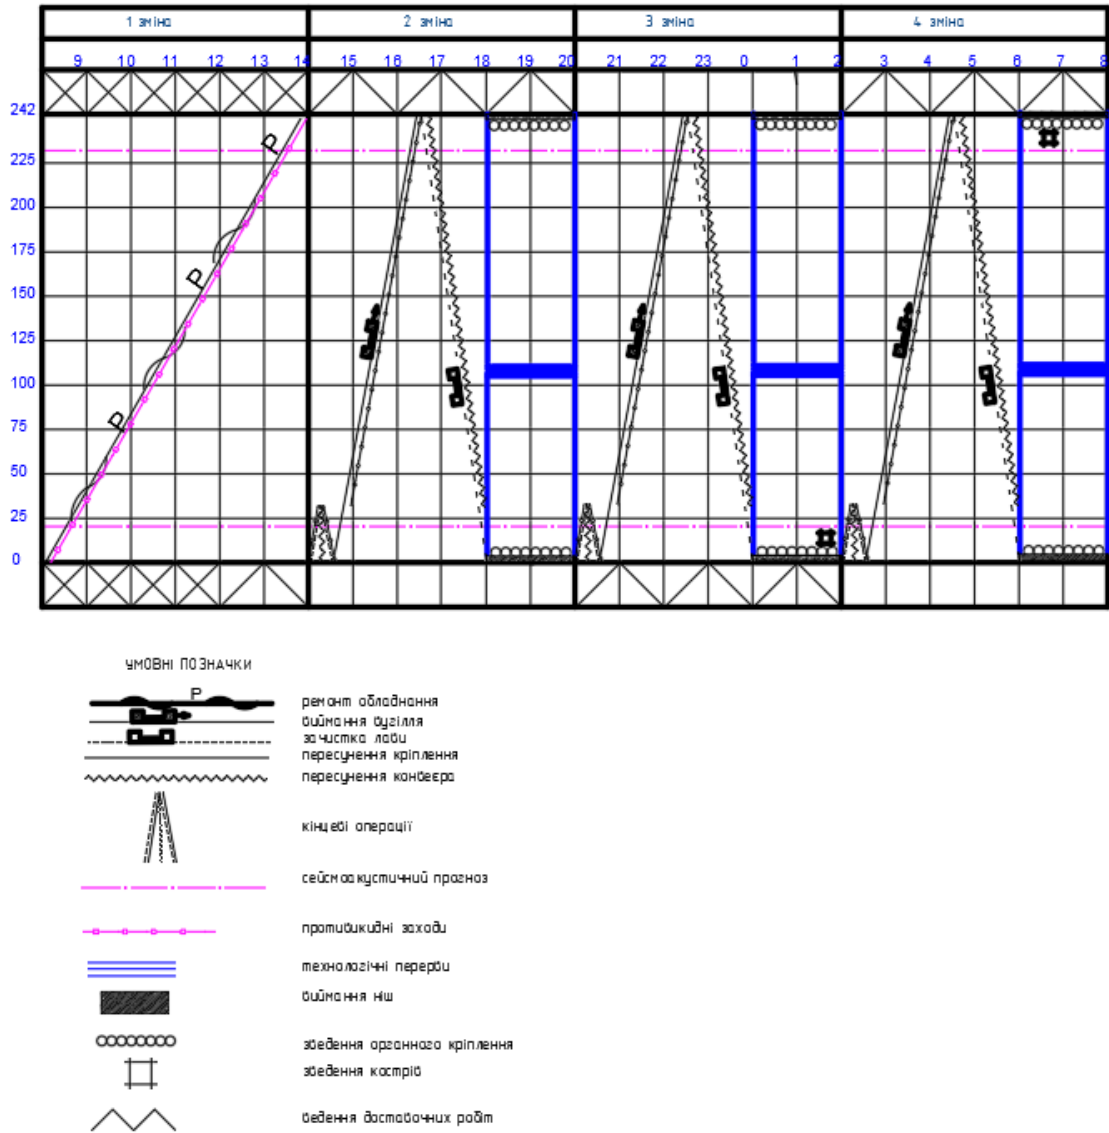 1 зміна 2 зміна 3 зміна 4 зміна
9 10 11 12 13 14 15 16 17 18 19 20 21 22 23 0 1 2 3 4 5 6 7 8
242
225
200
175
150
125
100
75
50
25
0
Р
Р
Р
УМОВНІ ПОЗНАЧКИ
Р
ремонт обладнання
виймання вугілля
зачистка лави
пересунення кріплення
пересунення конвеєра
кінцеві операції
сейсмоакустичний прогноз
противикидні заходи
технологічні перерви
виймання ніш
зведення органного кріплення
зведення кострів
ведення доставочних робіт